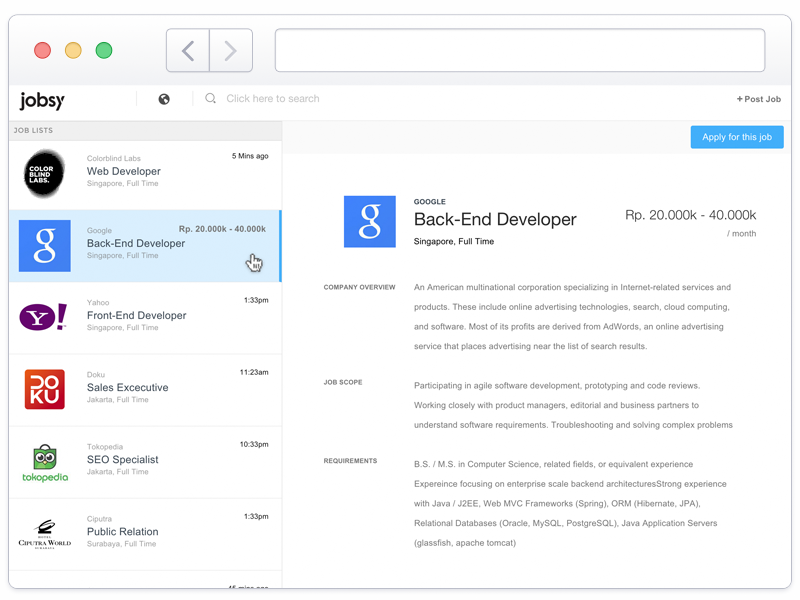 jobsy
Click here to search
+ Post Job
JOB LISTS
COLOR
BLIND
LABS.
Colorblind Labs
5 Mins ago
Web Developer
Singapore, Full Time
g
Google
Rp. 20.000k - 40.000k
Back-End Developer
Singapore, Full Time
Y!
Yahoo
1:33pm
Front-End Developer
Singapore, Full Time
DO
KU
Doku
11:23am
Sales Excecutive
Jakarta, Full Time
tokopedia
Tokopedia
10:33pm
SEO Specialist
Jakarta, Full Time
HOTEL
CIPUTRA WORLD
SURABAYA
Ciputra
1:33pm
Public Relation
Surabaya, Full Time
45 mins ago
Apply for this job
g
GOOGLE
Back-End Developer
Singapore, Full Time
Rp. 20.000k - 40.000k
/ month
COMPANY OVERVIEW
An American multinational corporation specializing in Internet-related services and
products. These include online advertising technologies, search, cloud computing,
and software. Most of its profits are derived from AdWords, an online advertising
service that places advertising near the list of search results.
JOB SCOPE
Participating in agile software development, prototyping and code reviews.
Working closely with product managers, editorial and business partners to
understand software requirements. Troubleshooting and solving complex problems
REQUIREMENTS
B.S. / M.S. in Computer Science, related fields, or equivalent experience
Expereince focusing on enterprise scale backend architecturesStrong experience
with Java / J2EE, Web MVC Frameworks (Spring). ORM (Hibernate, JPA),
Relational Databases (Oracle, MySQL, PostgreSQL), Java Application Servers
(glassfish, apache tomcat)